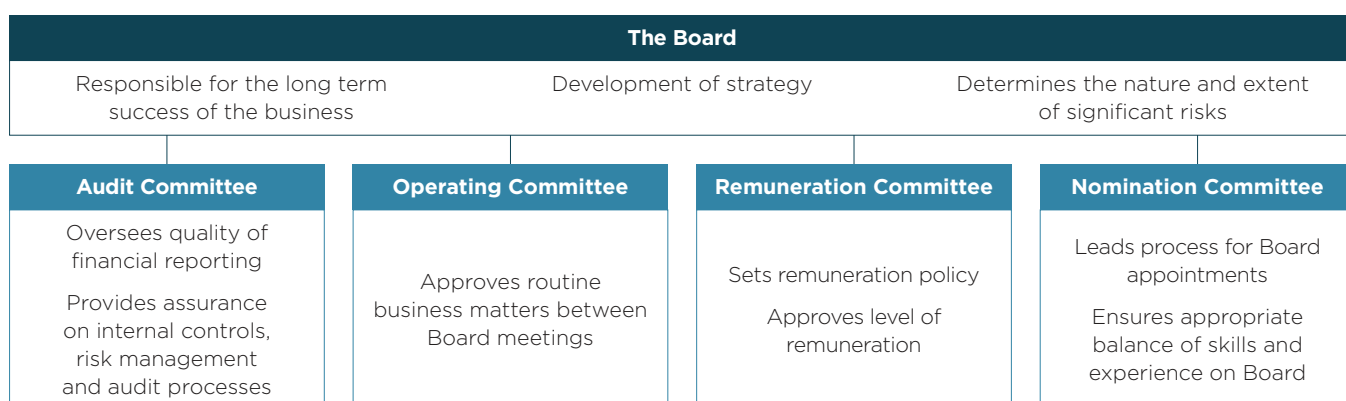 The Board
Responsible for the long term
success of the business
Development of strategy
Determines the nature and extent
of significant risks
Audit Committee
Oversees quality of
financial reporting
Provides assurance
on internal controls,
risk management
and audit processes
Operating Committee
Approves routine
business matters between
Board meetings
Remuneration Committee
Sets remuneration policy
Approves level of
remuneration
Nomination Committee
Leads process for Board
appointments
Ensures appropriate
balance of skills and
experience on Board